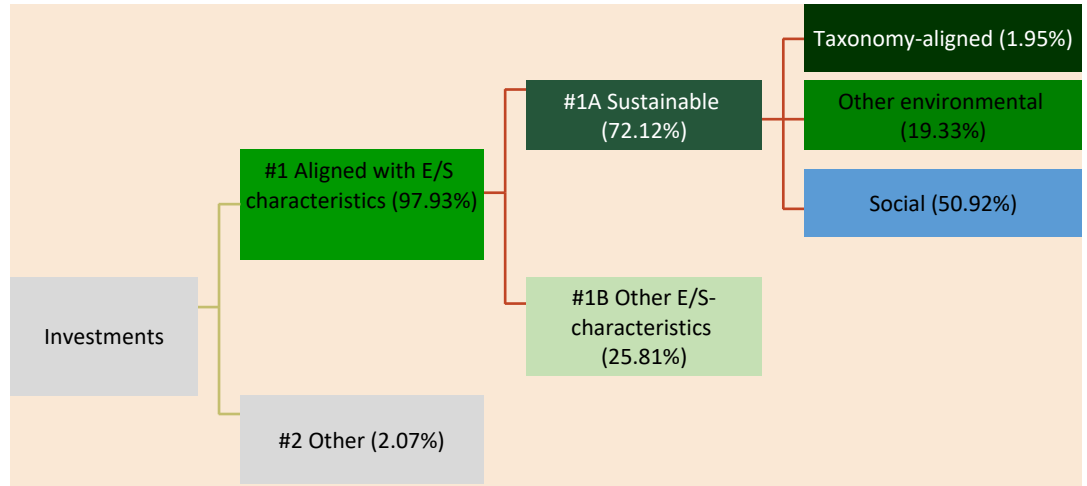 Investments
#1 Aligned with E/S
characteristics (97.93%)
#2 Other (2.07%)
#1A Sustainable
(72.12%)
#1B Other E/S-
characteristics
(25.81%)
Taxonomy-aligned (1.95%)
Other environmental
(19.33%)
Social (50.92%)